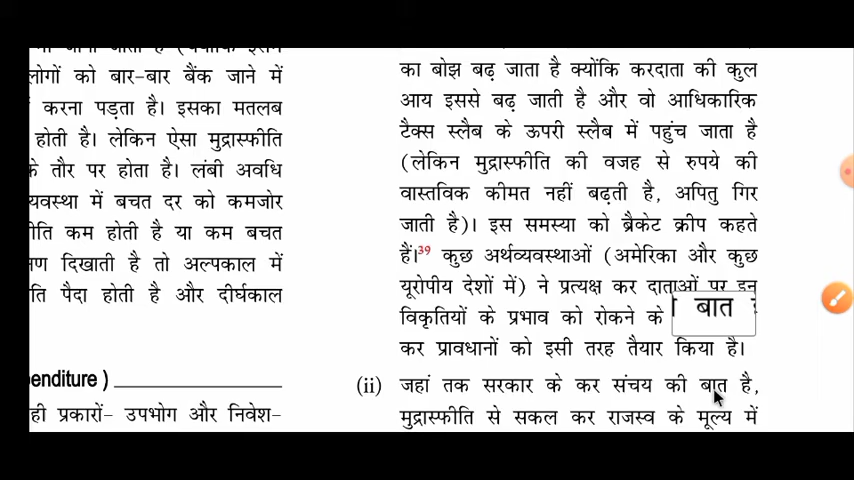 लोगों को बार-बार बैंक जाने में
करना पड़ता है। इसका मतलब
होती है। लेकिन ऐसा मुद्रास्फीति
के तौर पर होता है। लंबी अवधि
में बचत दर को कमजोर
कम होती है या कम बचत
दिखाती है तो अल्पकाल में
पैदा होती है और दीर्घकाल
ही प्रकारों- उपभोग और निवेश-
का बोझ बढ़ जाता है क्योंकि करदाता की कुल
आय इससे बढ़ जाती है और वो आधिकारिक
टैक्स स्लैब के ऊपरी स्लैब में पहुंच जाता है
(लेकिन मुद्रास्फीति की वजह से रुपये की
वास्तविक कीमत नहीं बढ़ती है, अपितु गिर
जाती है)। इस समस्या को ब्रैकेट क्रीप कहते
हैं।39 कुछ अर्थव्यवस्थाओं (अमेरिका और कुछ
यूरोपीय देशों में) ने प्रत्यक्ष कर दाताओं पर इन
विकृतियों के प्रभाव को रोकने के बात
कर प्रावधानों को इसी तरह तैयार किया है।
(ii) जहां तक सरकार के कर संचय की बात है,
मुद्रास्फीति से सकल कर राजस्व के मूल्य में